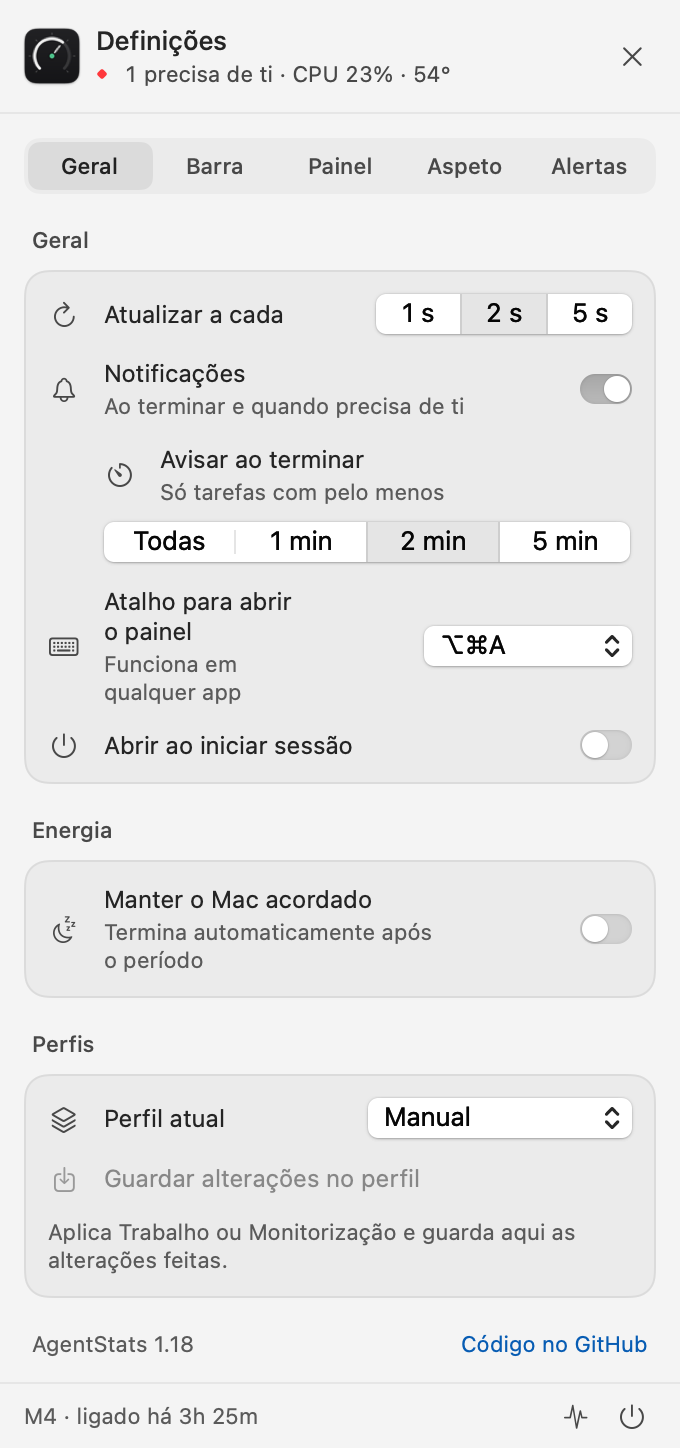 Definições
1 precisa de ti · CPU 23% · 54°
Geral
Barra
Painel
Aspeto
Alertas
Geral
Atualizar a cada
1 s
2 s
5 s
Notificações
Ao terminar e quando precisa de ti
Avisar ao terminar
Só tarefas com pelo menos
Todas
1 min
2 min
5 min
Atalho para abrir
o painel
Funciona em
qualquer app
⌥⌘A
Abrir ao iniciar sessão
Energia
Manter o Mac acordado
Termina automaticamente após
o período
Perfis
Perfil atual
Manual
Guardar alterações no perfil
Aplica Trabalho ou Monitorização e guarda aqui as
alterações feitas.
AgentStats 1.18
Código no GitHub
M4 · ligado há 3h 25m